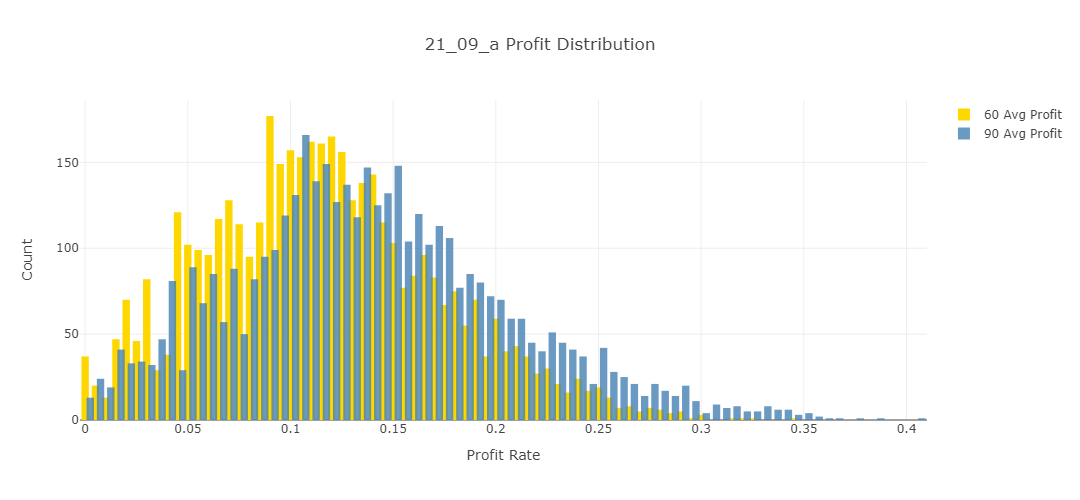 21_09_a Profit Distribution
60 Avg Profit
90 Avg Profit
150
100
50
0
Count
0 0.05 0.1 0.15 0.2 0.25 0.3 0.35 0.4
Profit Rate